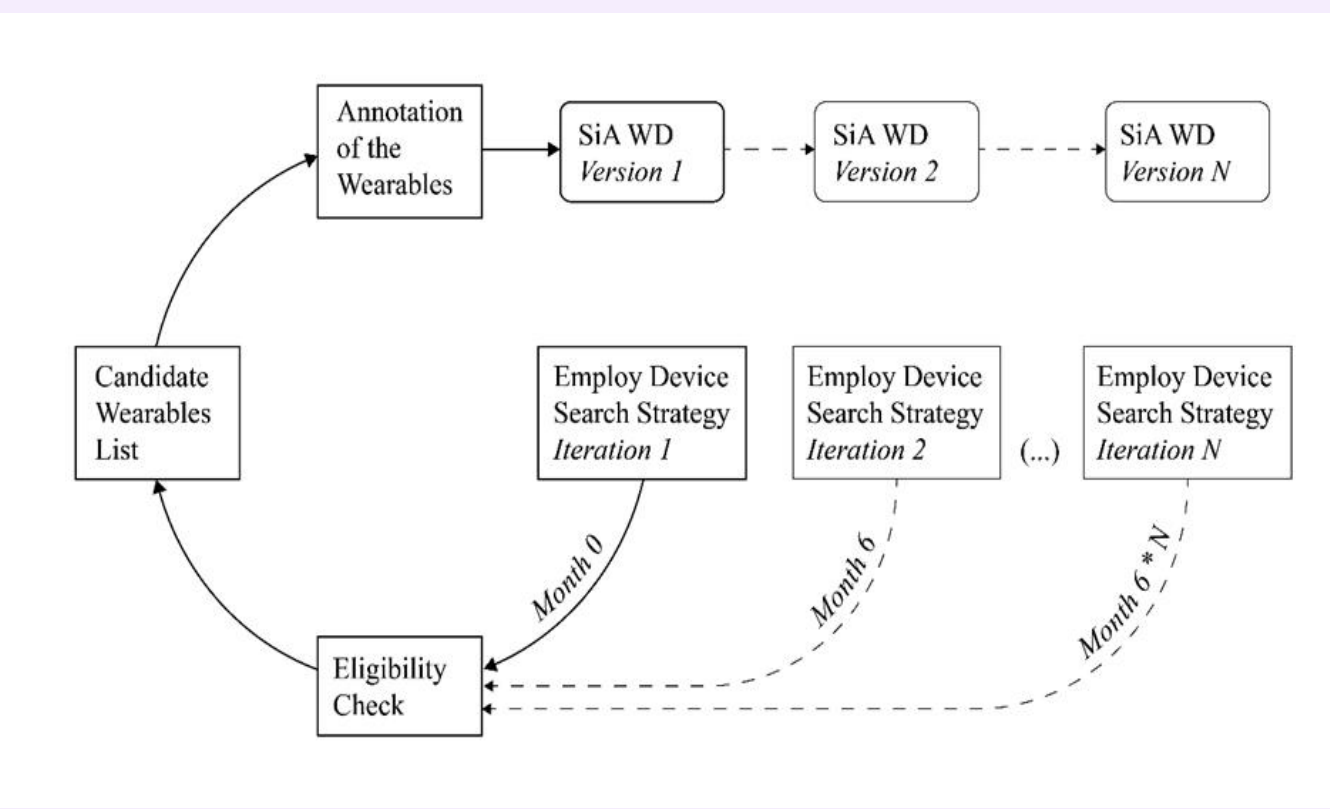 Annotation
of the
Wearables
SiA WD
Version 1
SiA WD
Version 2
SiA WD
Version N
Candidate
Wearables
List
Employ Device
Search Strategy
Iteration 1
Employ Device
Search Strategy
Iteration 2
(...)
Employ Device
Search Strategy
Iteration N
Month 0
Month 6
Month 6 * N
Eligibility
Check